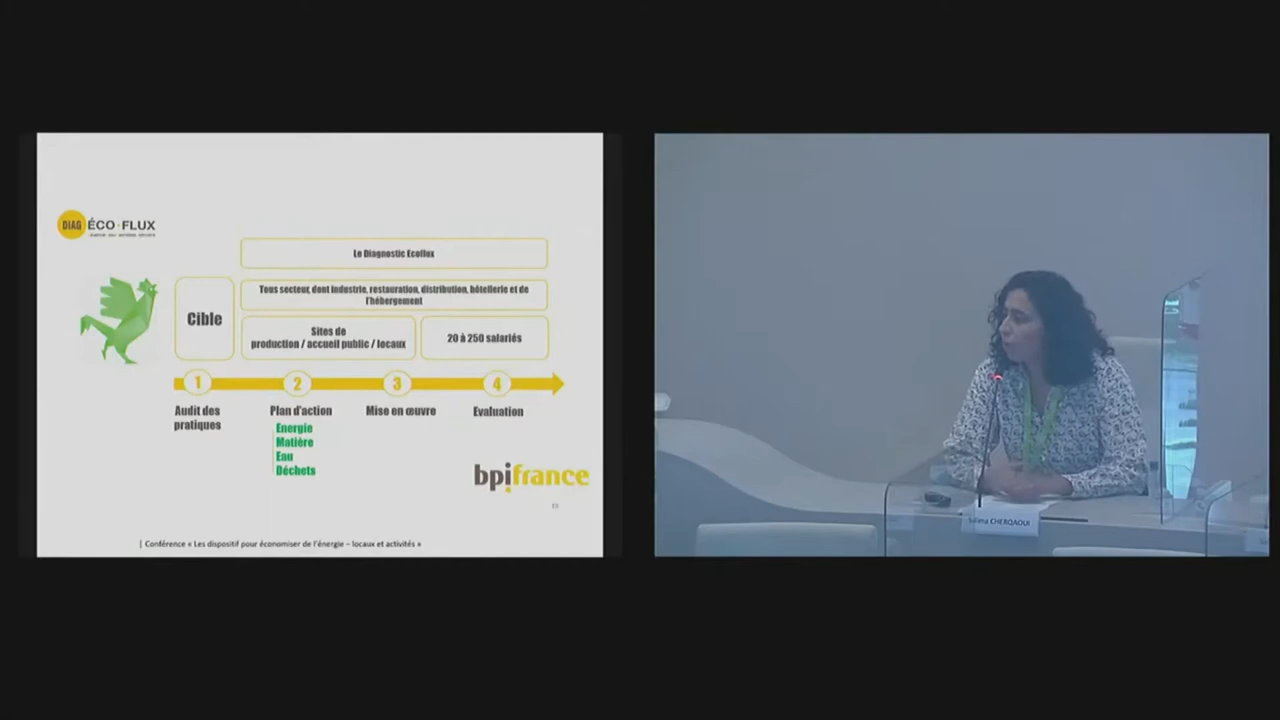 DIAG ÉCO·FLUX
Le Diagnostic Ecoflux
Cible
Tous secteur, dont industrie, restauration, distribution, hôtellerie et de
l'hébergement
Sites de
production / accueil public / locaux
20 à 250 salariés
1
2
3
4
Audit des
pratiques
Plan d'action
Energie
Matière
Eau
Déchets
Mise en œuvre
Evaluation
bpifrance
| Conférence « Les dispositif pour économiser de l'énergie – locaux et activités »
Salima CHERQAOUI